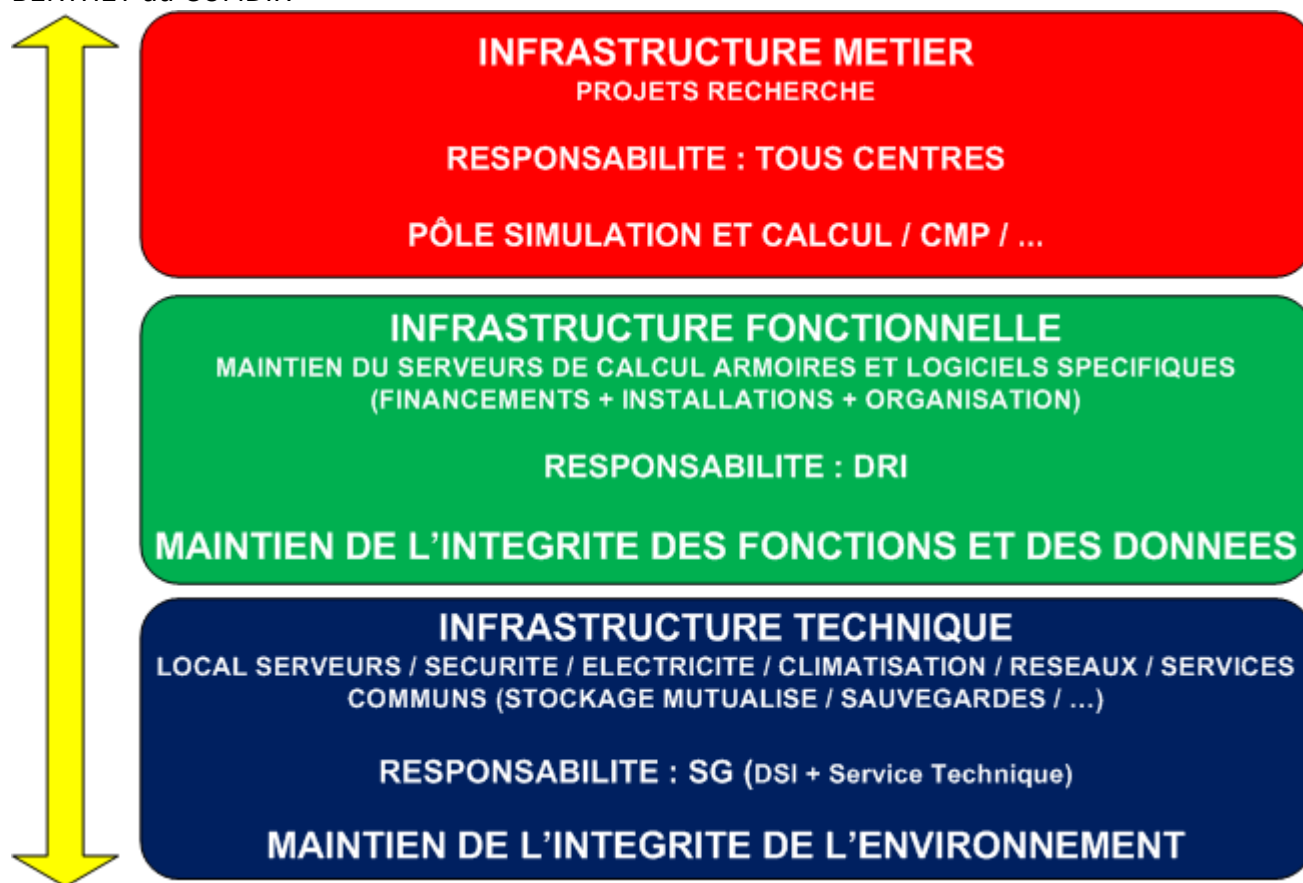 INFRASTRUCTURE METIER
PROJETS RECHERCHE
RESPONSABILITE : TOUS CENTRES
PÔLE SIMULATION ET CALCUL / CMP / ...
INFRASTRUCTURE FONCTIONNELLE
MAINTIEN DU SERVEURS DE CALCUL ARMOIRES ET LOGICIELS SPECIFIQUES
(FINANCEMENTS + INSTALLATIONS + ORGANISATION)
RESPONSABILITE : DRI
MAINTIEN DE L'INTEGRITE DES FONCTIONS ET DES DONNEES
INFRASTRUCTURE TECHNIQUE
LOCAL SERVEURS / SECURITE / ELECTRICITE / CLIMATISATION / RESEAUX / SERVICES
COMMUNS (STOCKAGE MUTUALISE / SAUVEGARDES / ...)
RESPONSABILITE : SG (DSI + Service Technique)
MAINTIEN DE L'INTEGRITE DE L'ENVIRONNEMENT